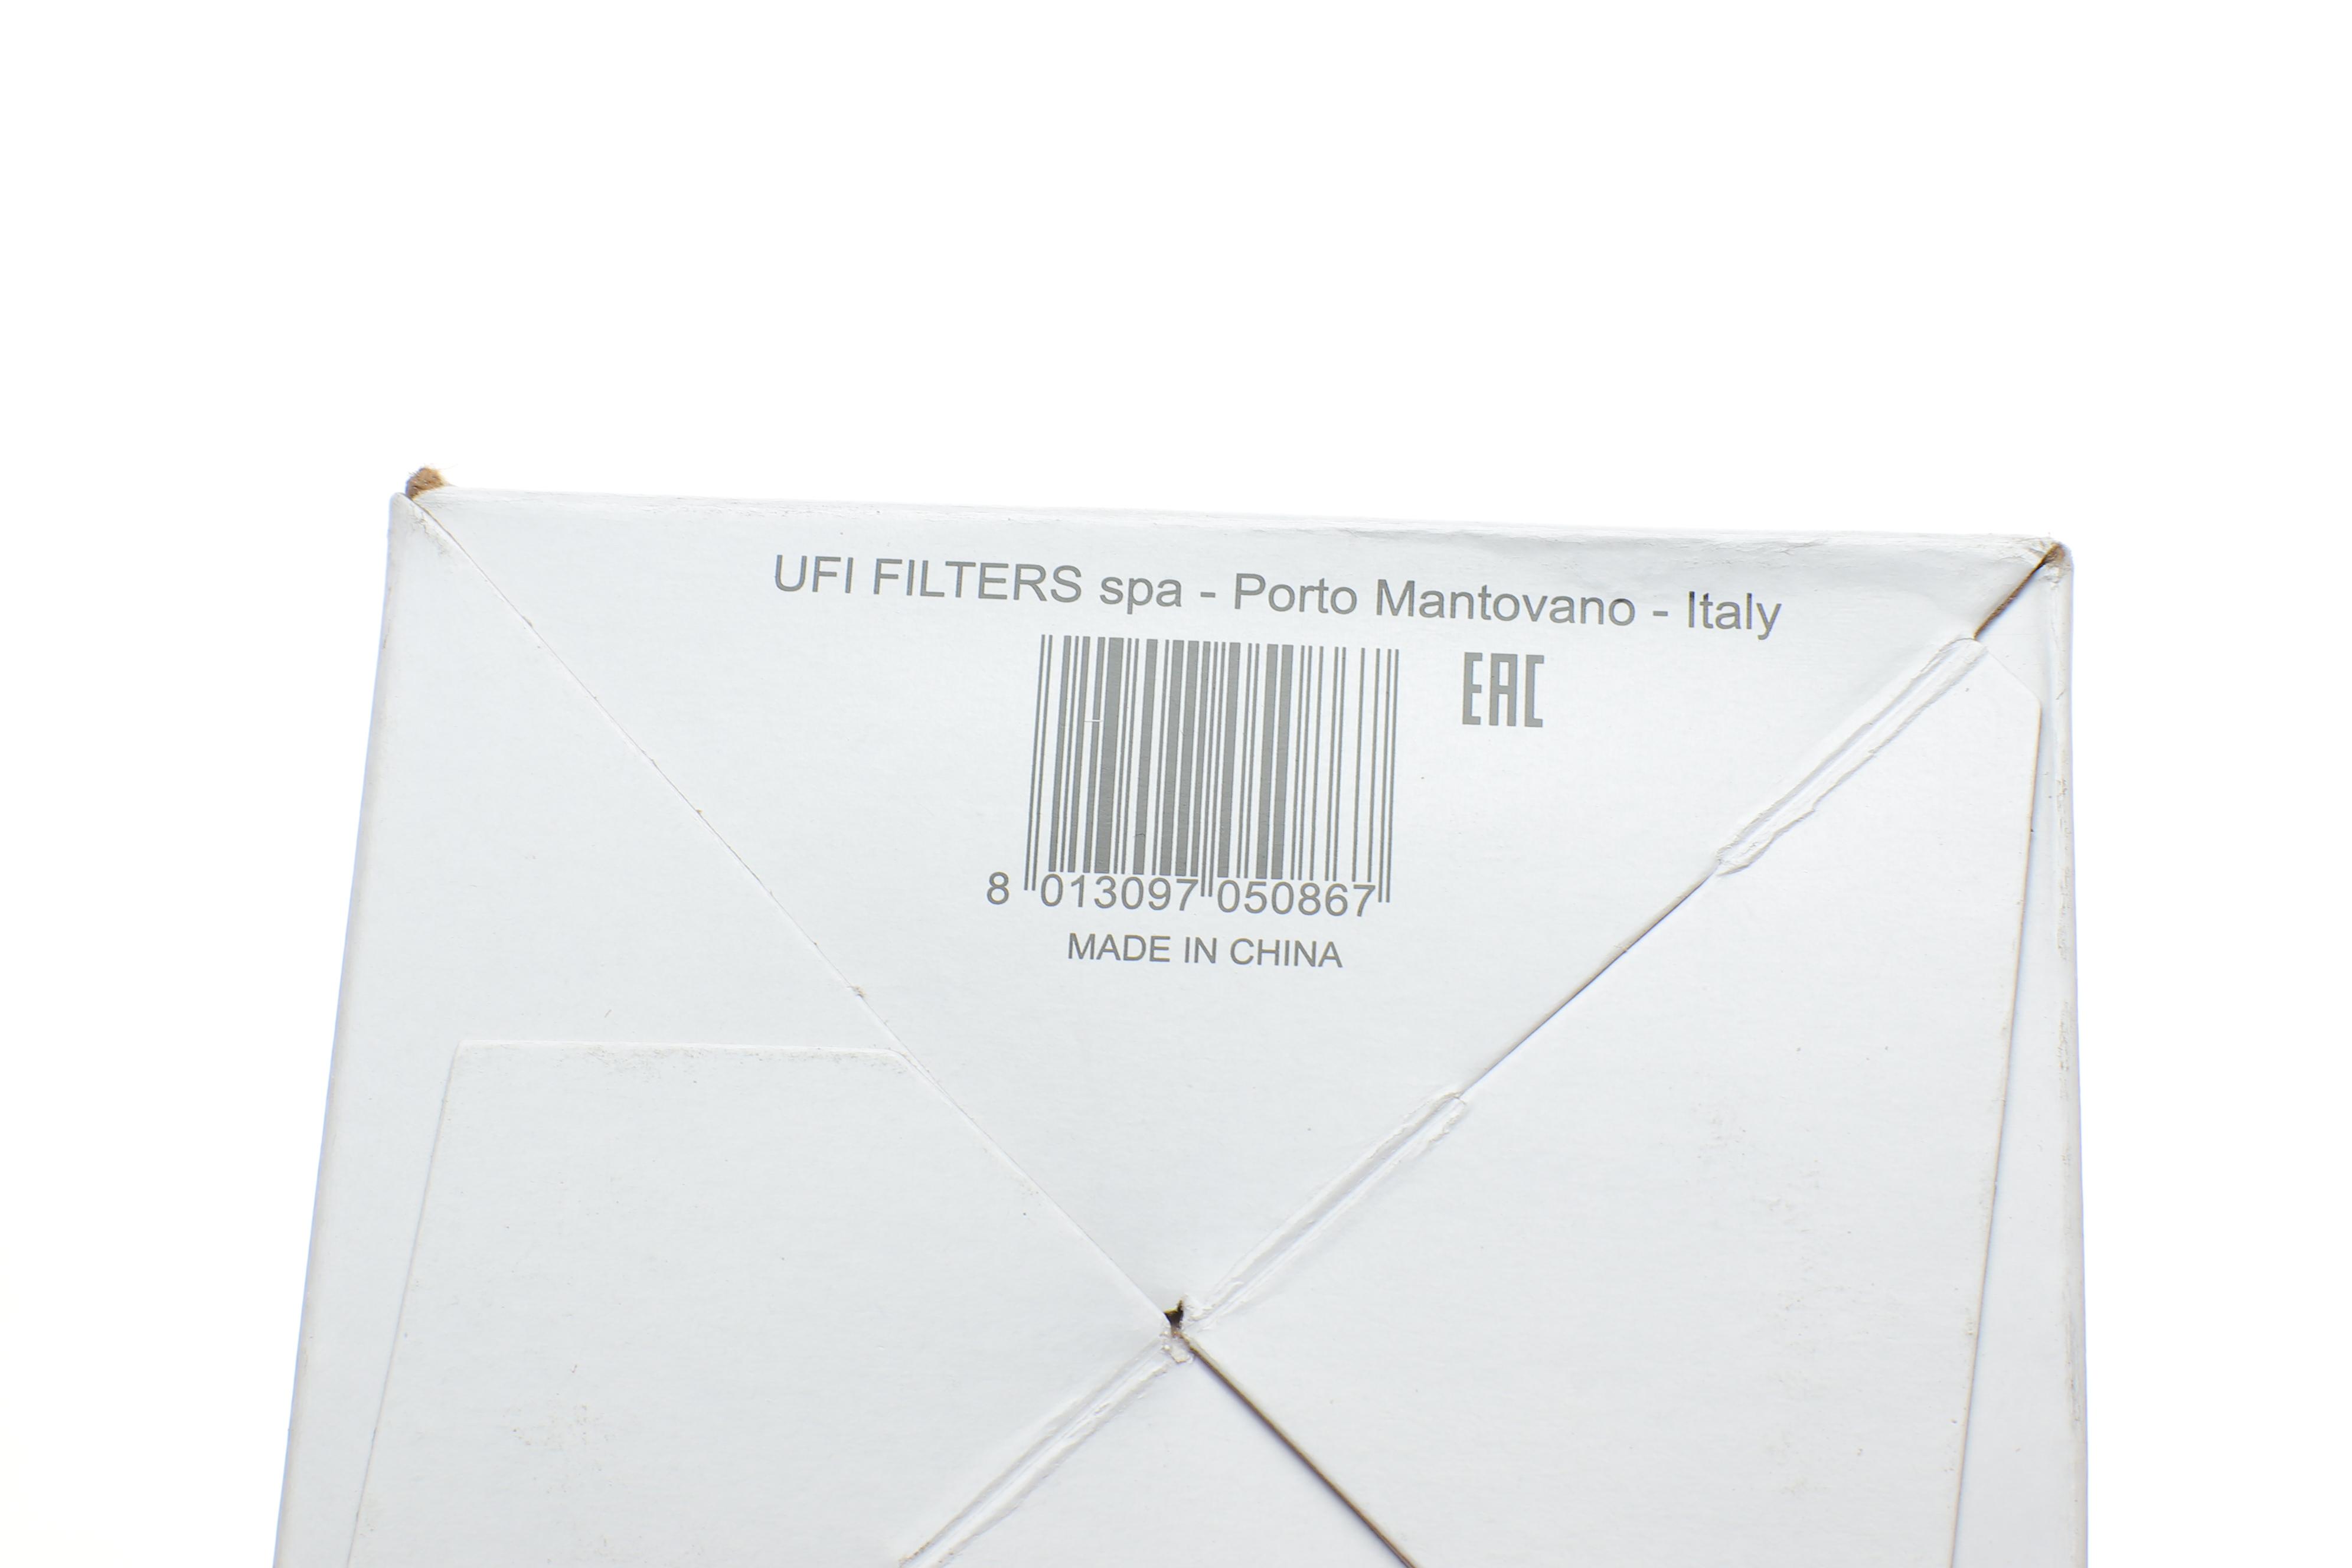 UFI FILTERS spa - Porto Mantovano - Italy
EAC
8 013097 050867
MADE IN CHINA